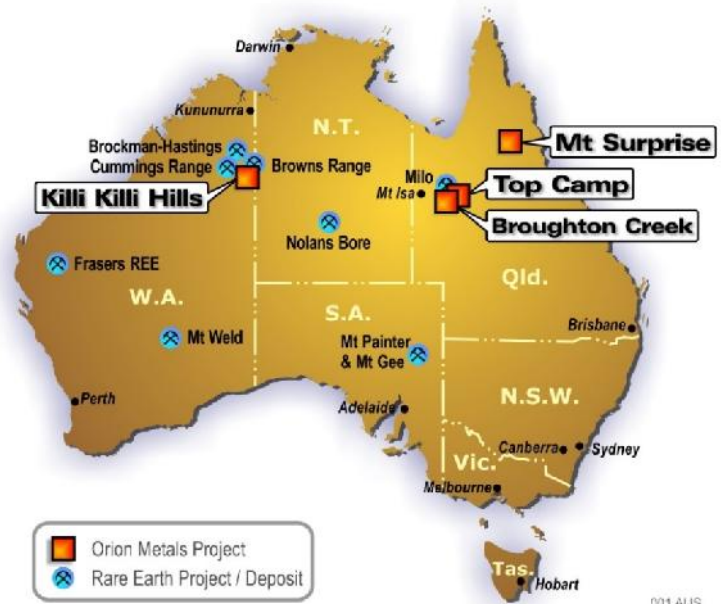 Darwin
Kununurra
N.T.
Brockman-Hastings
Cummings Range
Browns Range
Killi Killi Hills
Mt Surprise
Milo
Mt Isa
Top Camp
Broughton Creek
Nolans Bore
Frasers REE
Qld.
W.A.
S.A.
Mt Weld
Mt Painter
& Mt Gee
Brisbane
Perth
Adelaide
N.S.W.
Canberra
Sydney
Vic.
Melbourne
Orion Metals Project
Rare Earth Project / Deposit
Tas.
Hobart
001 AUS